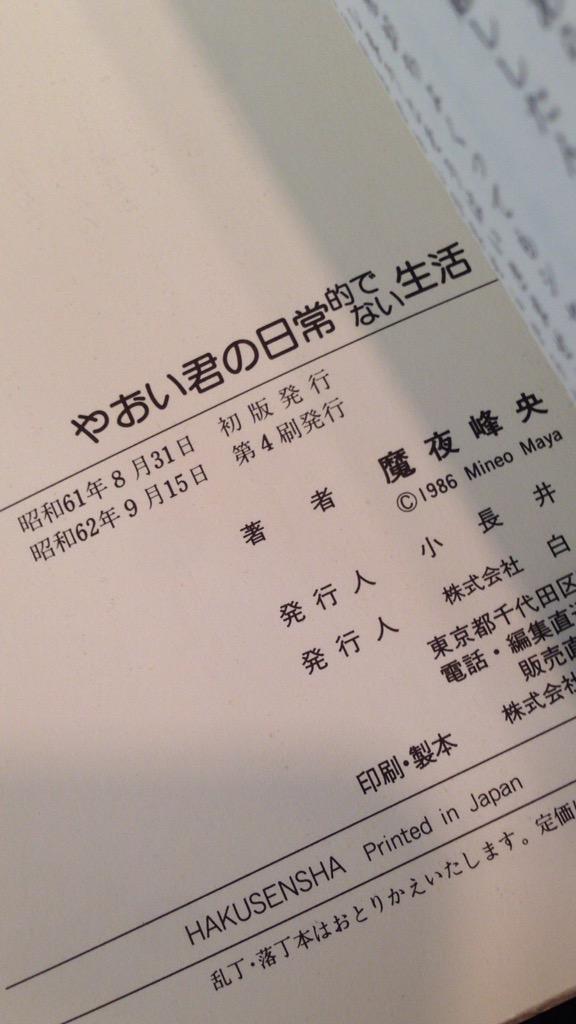 やおい君の日常的でない生活
昭和61年8月31日 初版発行
昭和62年9月15日 第4刷発行
著者 魔夜峰央
©1986 Mineo Maya
発行人 小長井
発行人 株式会社 白
東京都千代田区
電話・編集直通
販売直
印刷・製本 株式会社
HAKUSENSHA Printed in Japan
乱丁・落丁本はおとりかえいたします。定価